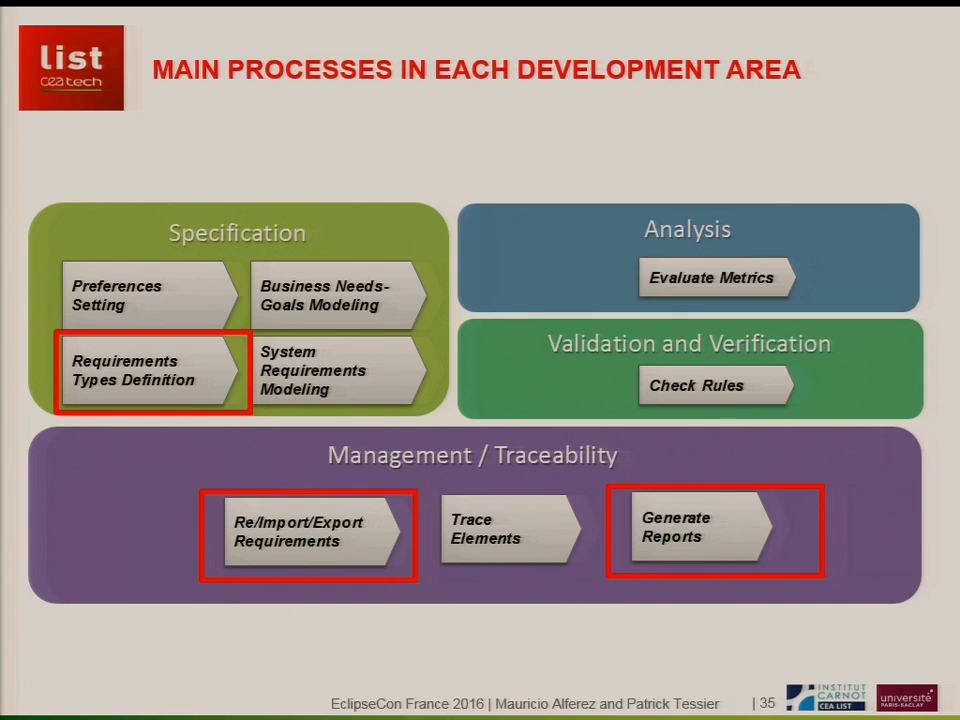 list
ceatech
MAIN PROCESSES IN EACH DEVELOPMENT AREA
Specification
Preferences
Setting
Business Needs-
Goals Modeling
Requirements
Types Definition
System
Requirements
Modeling
Analysis
Evaluate Metrics
Validation and Verification
Check Rules
Management / Traceability
Re/Import/Export
Requirements
Trace
Elements
Generate
Reports
EclipseCon France 2016 | Mauricio Alferez and Patrick Tessier
| 35
INSTITUT
CARNOT
CEA LIST
université
PARIS-SACLAY